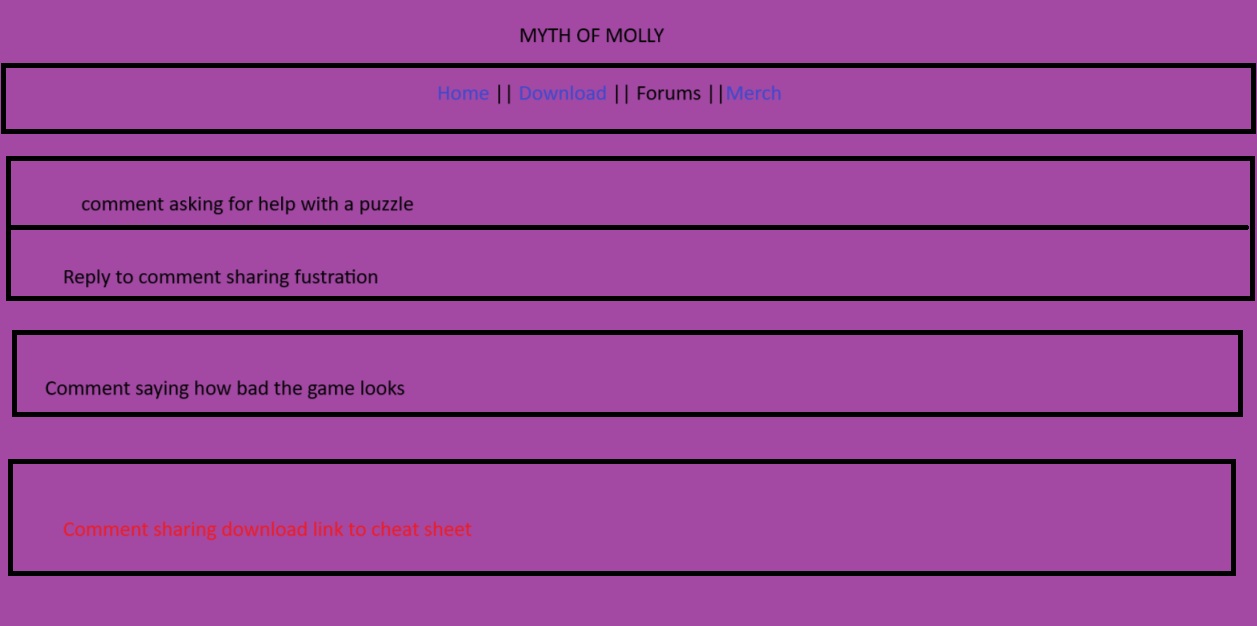 MYTH OF MOLLY
Home || Download || Forums ||Merch
comment asking for help with a puzzle
Reply to comment sharing fustration
Comment saying how bad the game looks
Comment sharing download link to cheat sheet